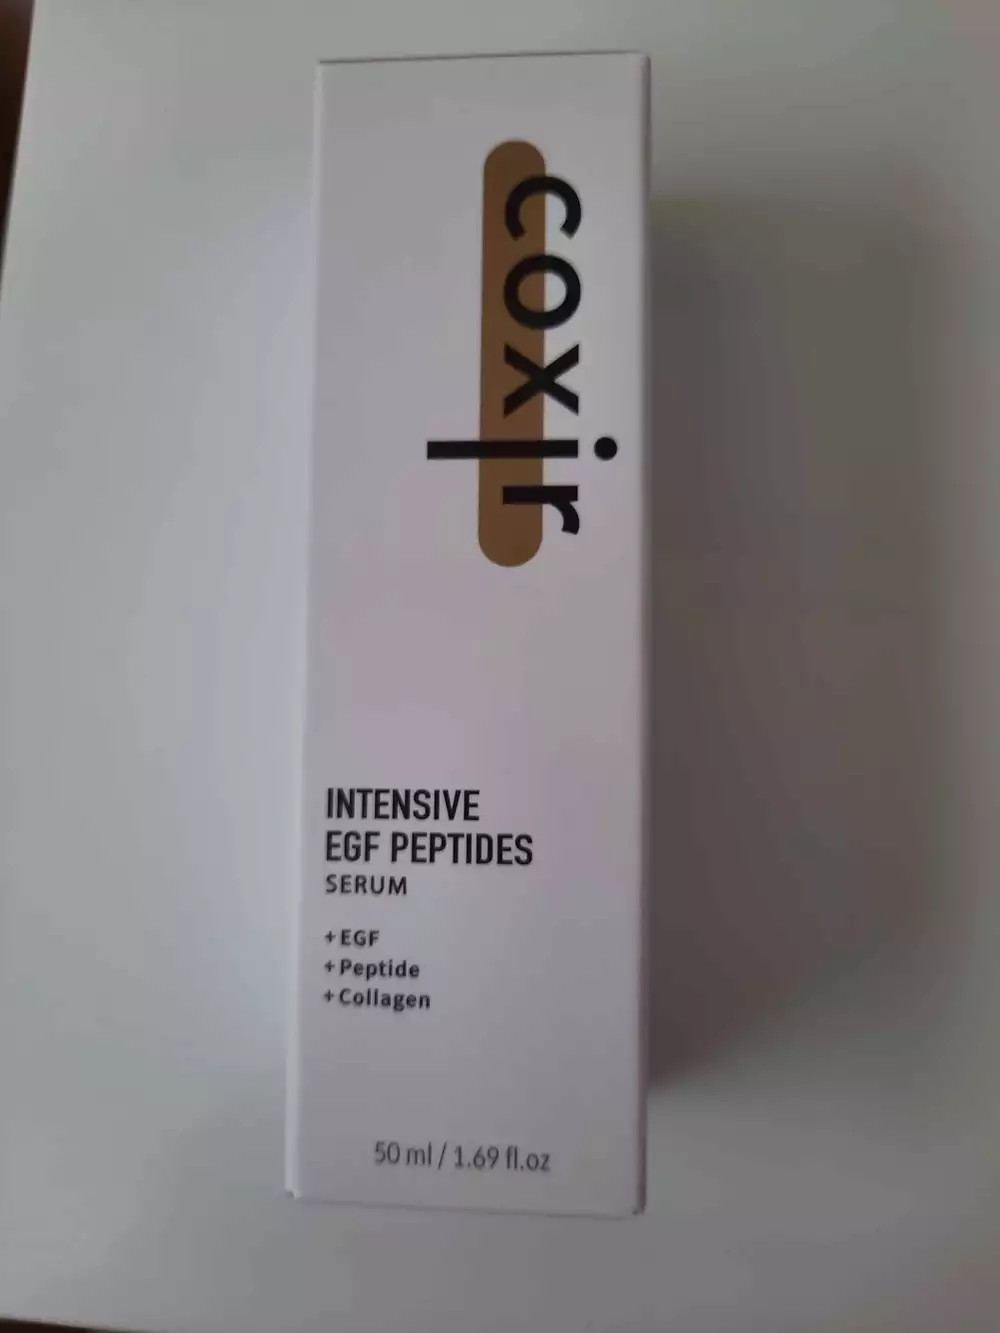 coxir
INTENSIVE
EGF PEPTIDES
SERUM
+EGF
+Peptide
+Collagen
50 ml / 1.69 fl.oz